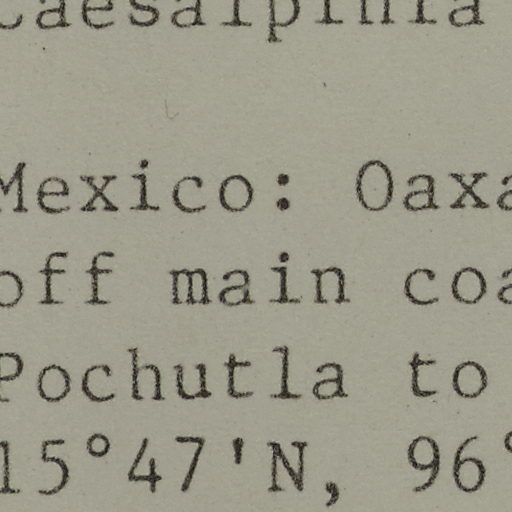 Caesalpinia
Mexico: Oaxa
off main coa
Pochutla to
15°47'N, 96°